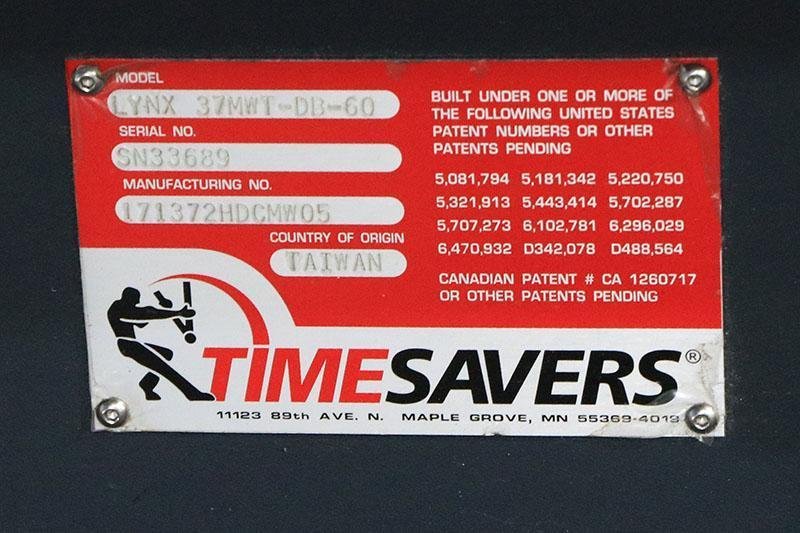 MODEL
LYNX 37MWT-DB-60
SERIAL NO.
SN33689
MANUFACTURING NO.
171372HDCMW05
COUNTRY OF ORIGIN
TAIWAN
BUILT UNDER ONE OR MORE OF
THE FOLLOWING UNITED STATES
PATENT NUMBERS OR OTHER
PATENTS PENDING
5,081,794 5,181,342 5,220,750
5,321,913 5,443,414 5,702,287
5,707,273 6,102,781 6,296,029
6,470,932 D342,078 D488,564
CANADIAN PATENT # CA 1260717
OR OTHER PATENTS PENDING
TIMESAVERS®
11123 89th AVE. N. MAPLE GROVE, MN 55369-4013